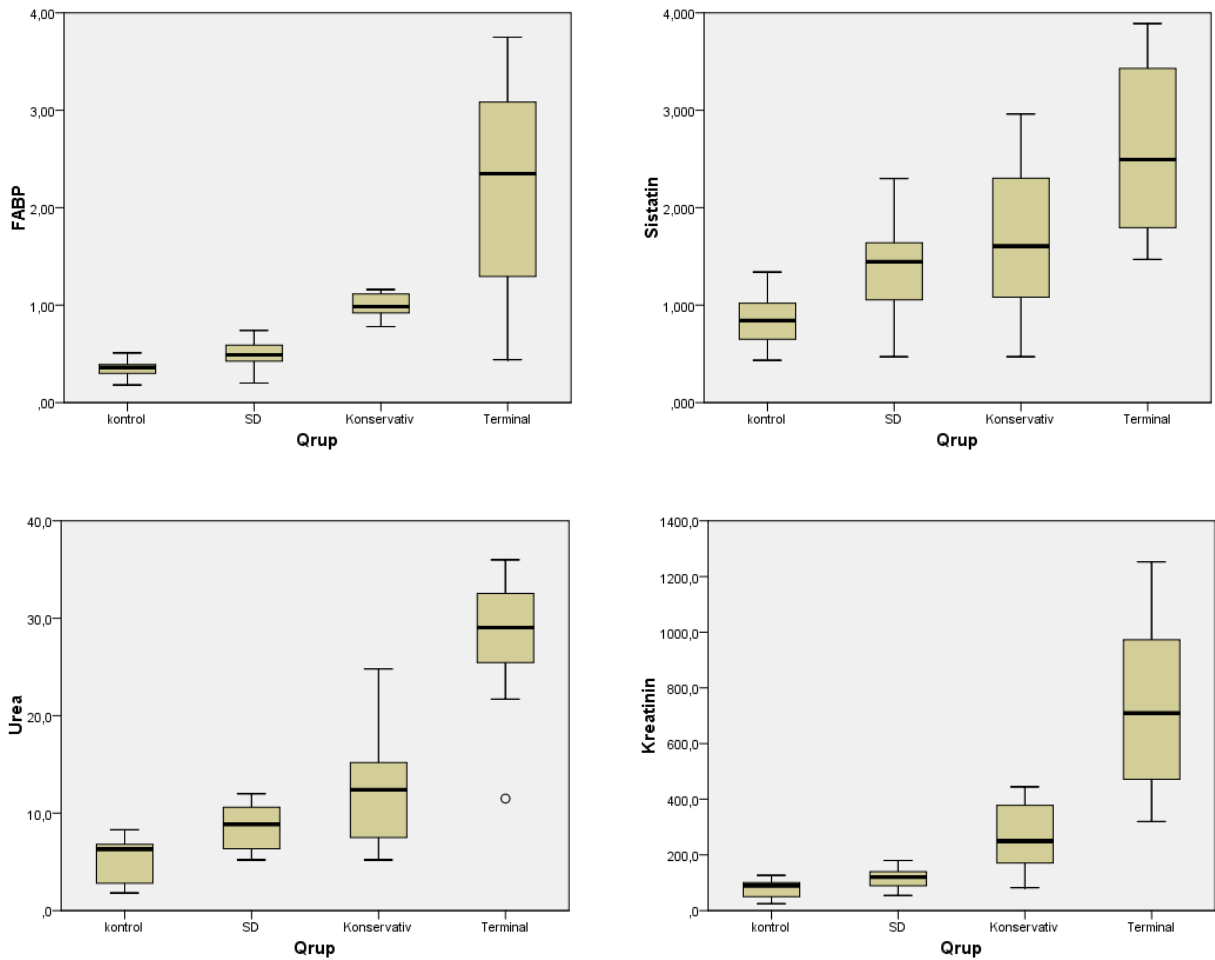 4,00
3,00
2,00
1,00
,00
FABP
kontrol SD Konservativ Terminal
Qrup
4,000
3,000
2,000
1,000
,000
Sistatin
kontrol SD Konservativ Terminal
Qrup
40,0
30,0
20,0
10,0
,0
Urea
kontrol SD Konservativ Terminal
Qrup
1400,0
1200,0
1000,0
800,0
600,0
400,0
200,0
,0
Kreatinin
kontrol SD Konservativ Terminal
Qrup